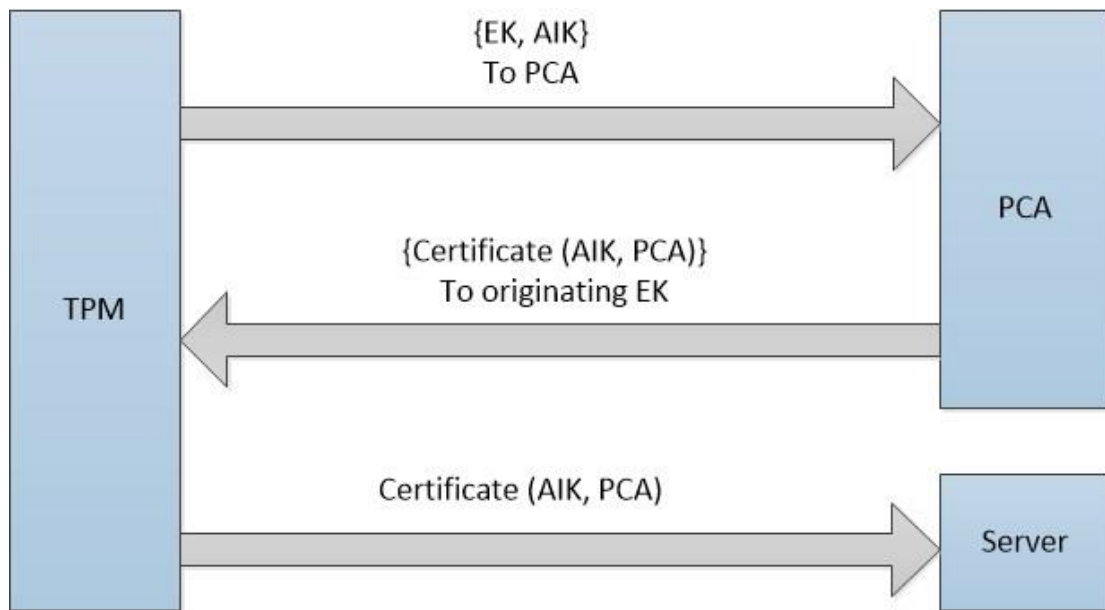 {EK, AIK}
To PCA
PCA
{Certificate (AIK, PCA)}
To originating EK
TPM
Certificate (AIK, PCA)
Server